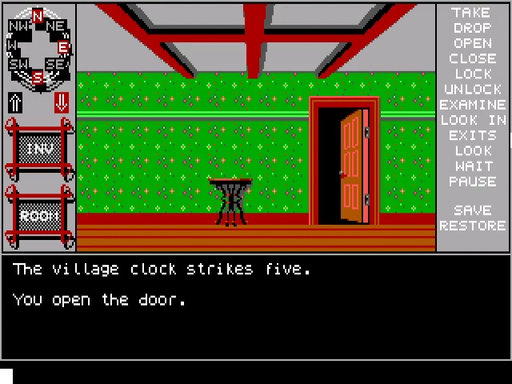 N
NW NE
W E
SW SE
S
INV
ROOM
TAKE
DROP
OPEN
CLOSE
LOCK
UNLOCK
EXAMINE
LOOK IN
EXITS
LOOK
WAIT
PAUSE
SAVE
RESTORE
The village clock strikes five.
You open the door.